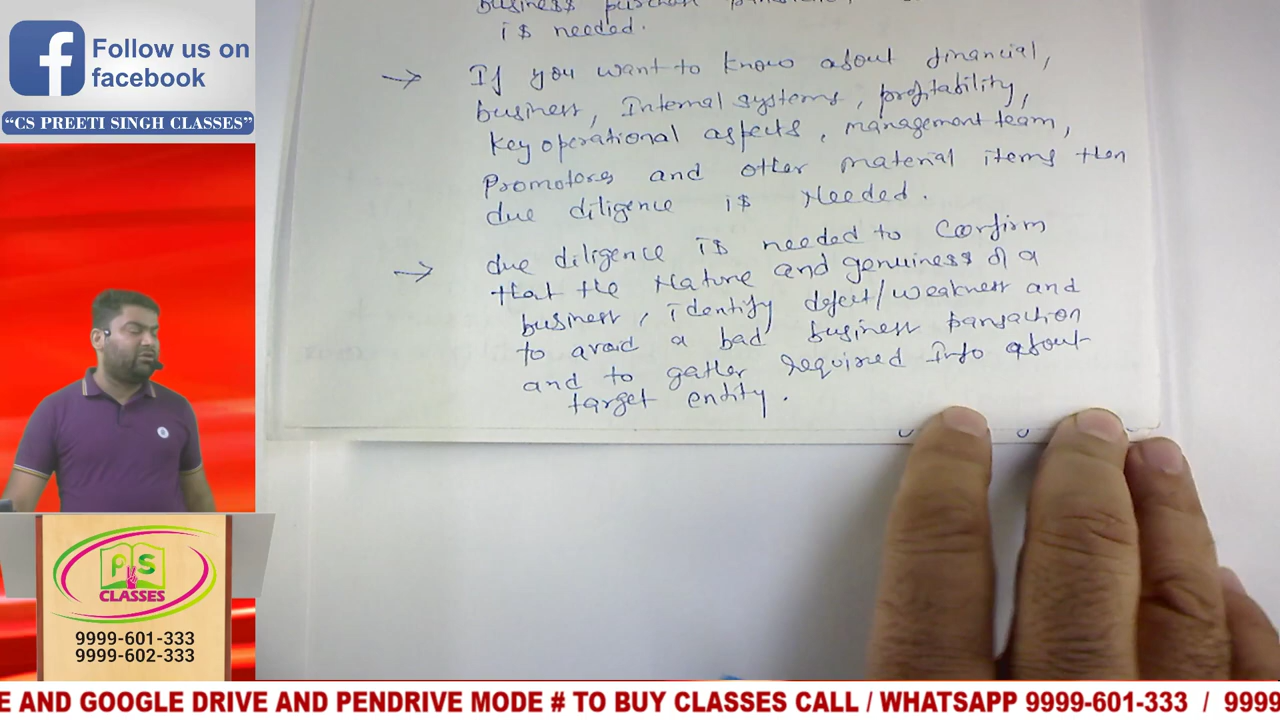 Follow us on
facebook
"CS PREETI SINGH CLASSES"
business
is needed.
→ If you want to know about financial,
business, Internal systems, profitability,
key operational aspects, management team,
Promotors and other material items then
due diligence is Needed.
→ due diligence is needed to Confirm
that the Nature and genuiness of a
business, identify defect/weakness and
to avoid a bad business transaction
and to gather required Info about
target entity.
PS
CLASSES
9999-601-333
9999-602-333
E AND GOOGLE DRIVE AND PENDRIVE MODE # TO BUY CLASSES CALL / WHATSAPP 9999-601-333 / 9999